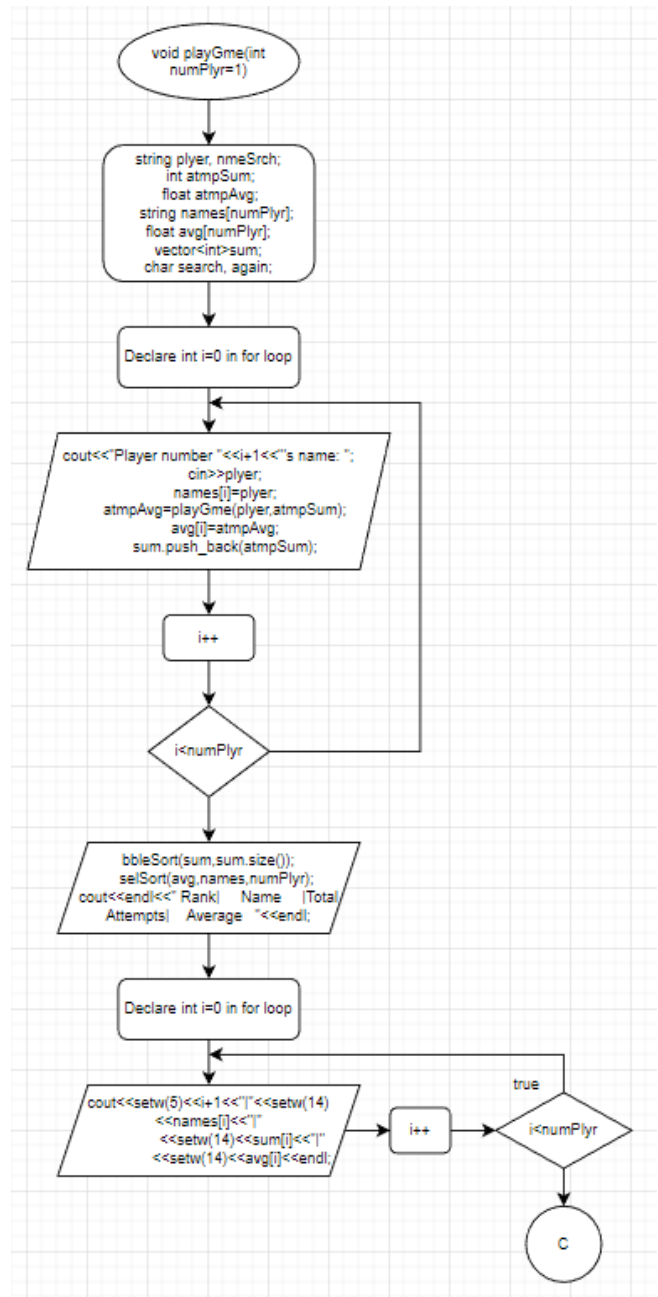 void playGme(int
numPlyr=1)
string plyer, nmeSrch;
int atmpSum;
float atmpAvg;
string names[numPlyr];
float avg[numPlyr];
vector<int>sum;
char search, again;
Declare int i=0 in for loop
cout<<"Player number "<<i+1<<"'s name: ";
cin>>plyer;
names[i]=plyer;
atmpAvg=playGme(plyer,atmpSum);
avg[i]=atmpAvg;
sum.push_back(atmpSum);
i++
i<numPlyr
bbleSort(sum,sum.size());
selSort(avg,names,numPlyr);
cout<<endl<<" Rank|     Name     |Total
Attempts|     Average   "<<endl;
Declare int i=0 in for loop
cout<<setw(5)<<i+1<<"|"<<setw(14)
<<names[i]<<"|"
<<setw(14)<<sum[i]<<"|"
<<setw(14)<<avg[i]<<endl;
i++
true
i<numPlyr
C